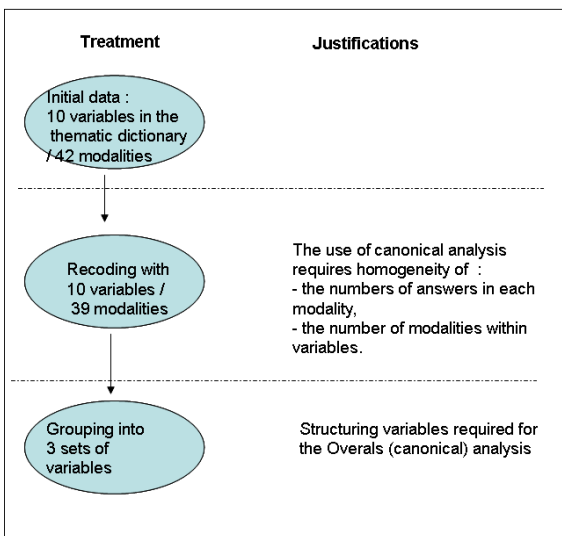 Treatment
Justifications
Initial data :
10 variables in the
thematic dictionary
/ 42 modalities
Recoding with
10 variables /
39 modalities
The use of canonical analysis
requires homogeneity of :
- the numbers of answers in each
modality,
- the number of modalities within
variables.
Grouping into
3 sets of
variables
Structuring variables required for
the Overals (canonical) analysis